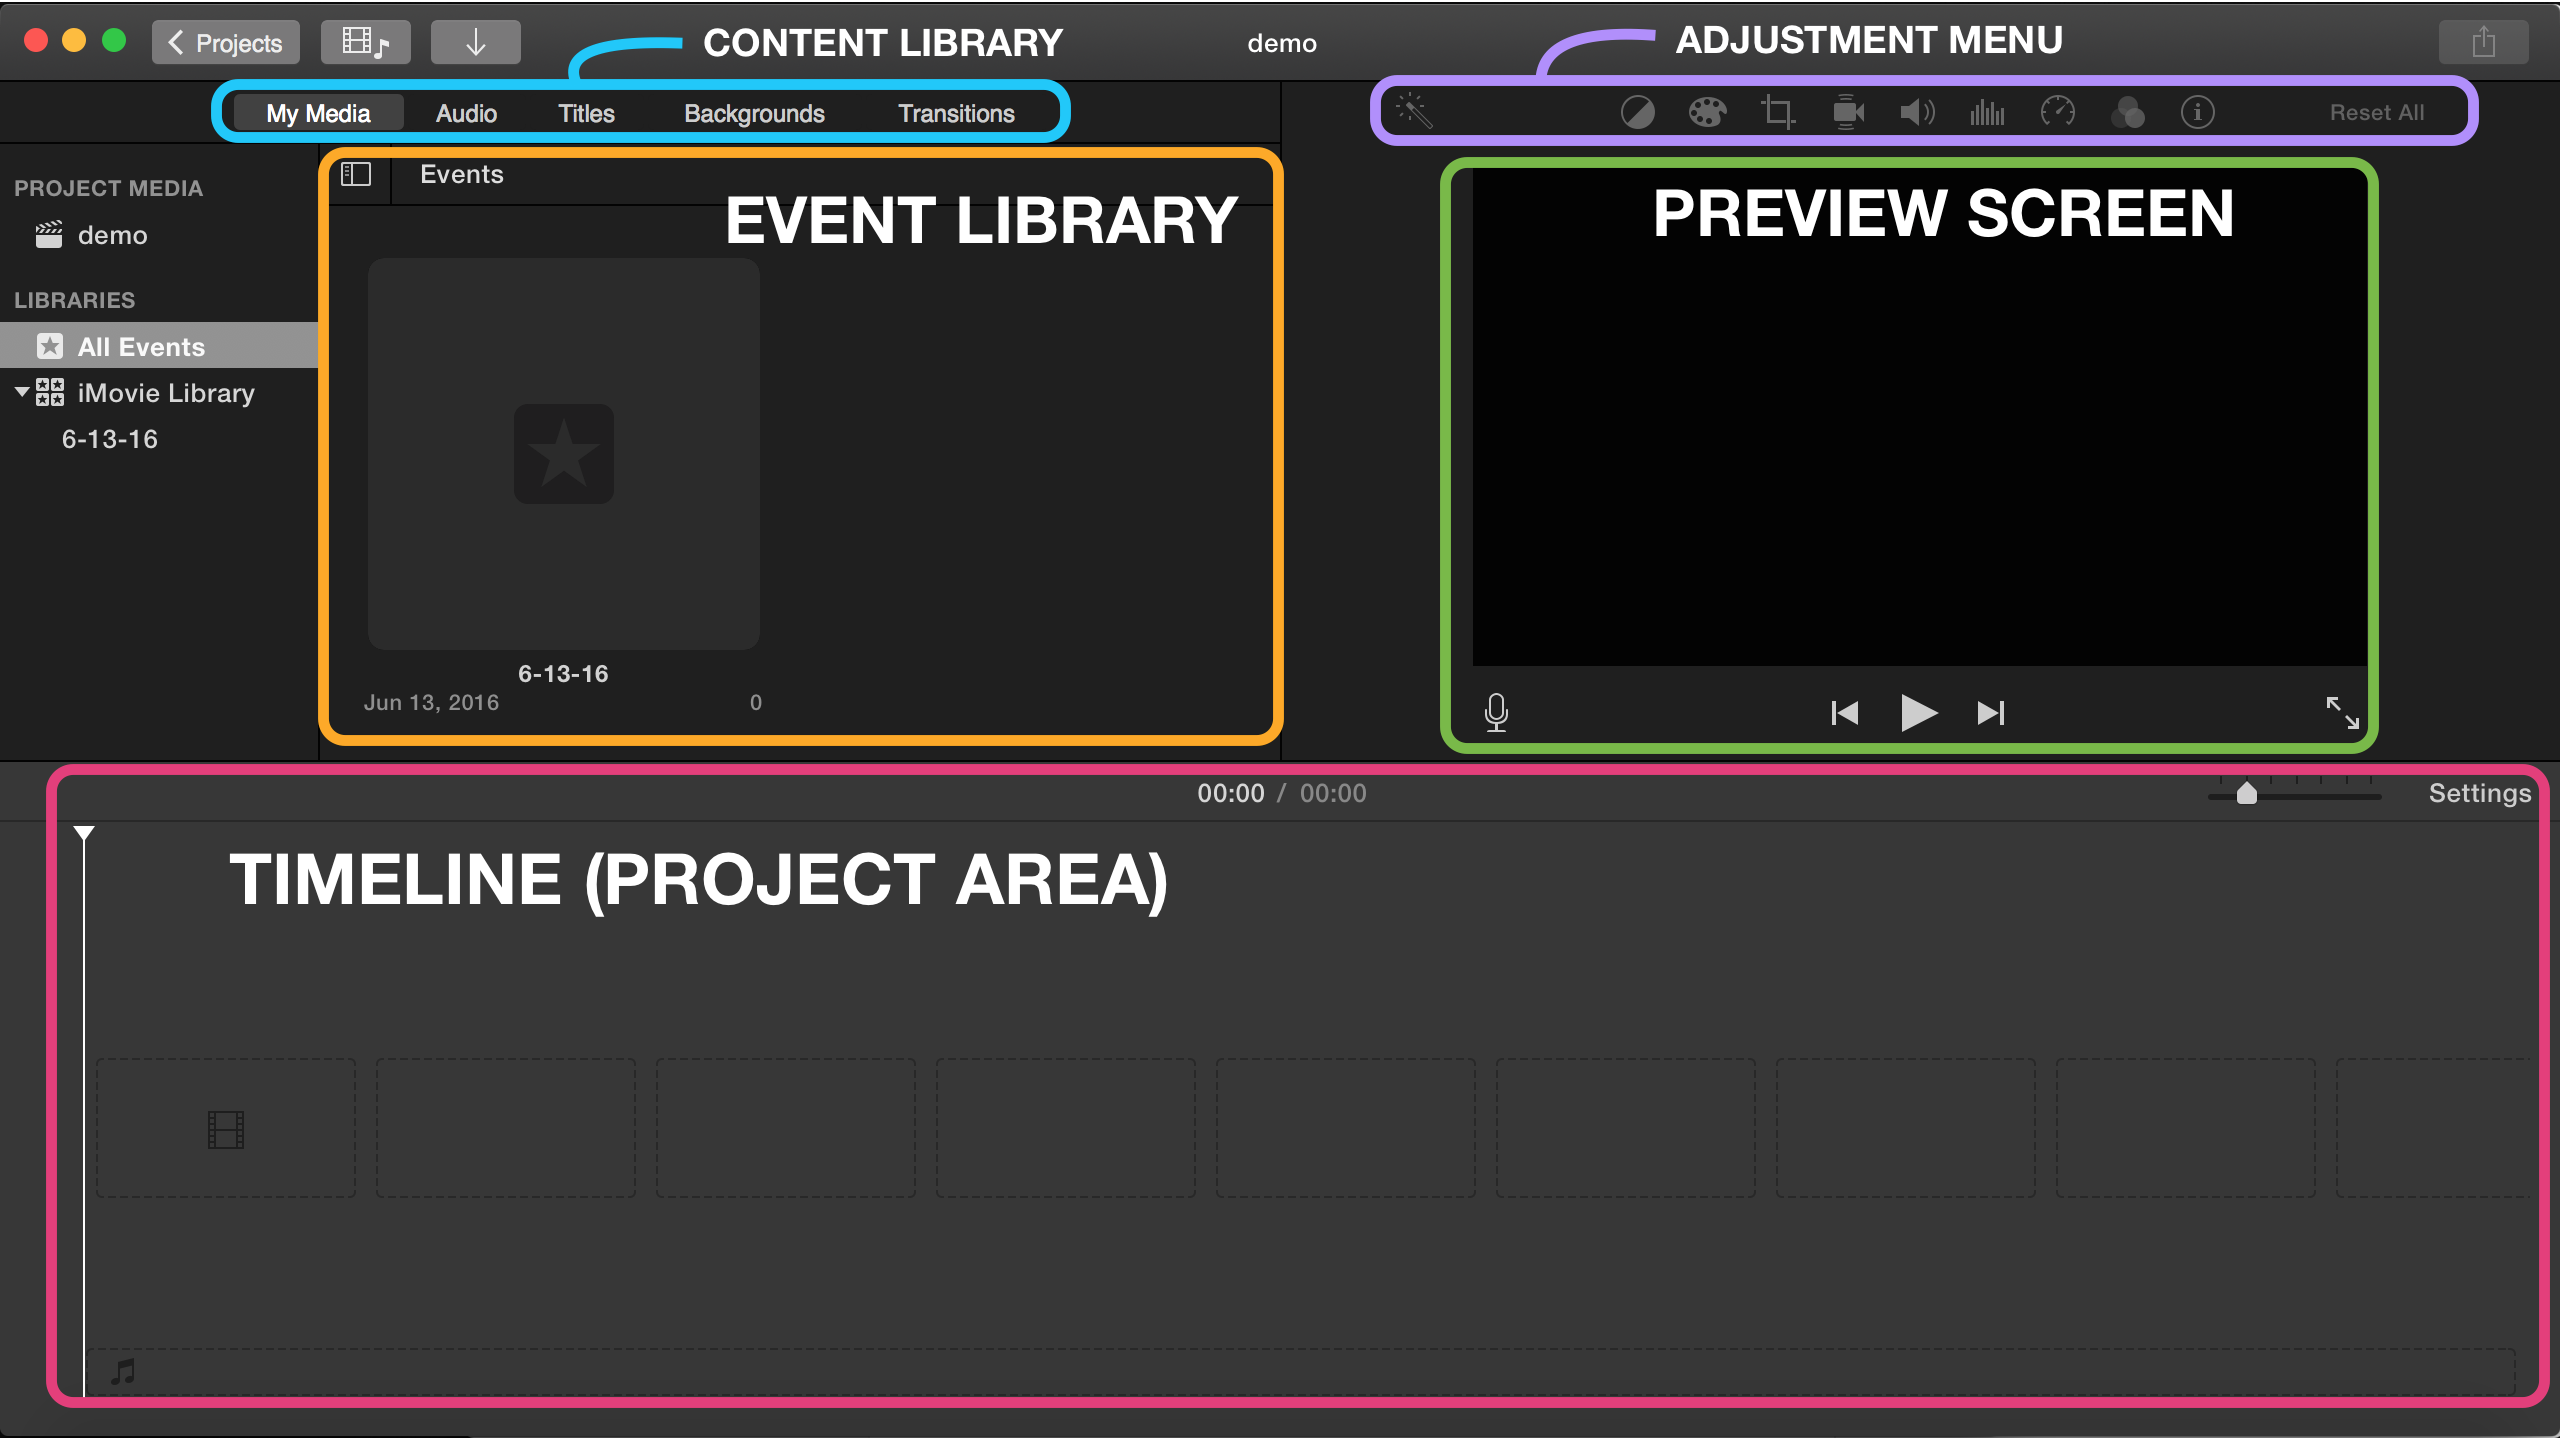 Projects
CONTENT LIBRARY
demo
ADJUSTMENT MENU
My Media Audio Titles Backgrounds Transitions
Reset All
PROJECT MEDIA
demo
LIBRARIES
All Events
iMovie Library
6-13-16
Events
EVENT LIBRARY
6-13-16
Jun 13, 2016 0
PREVIEW SCREEN
00:00 / 00:00
Settings
TIMELINE (PROJECT AREA)